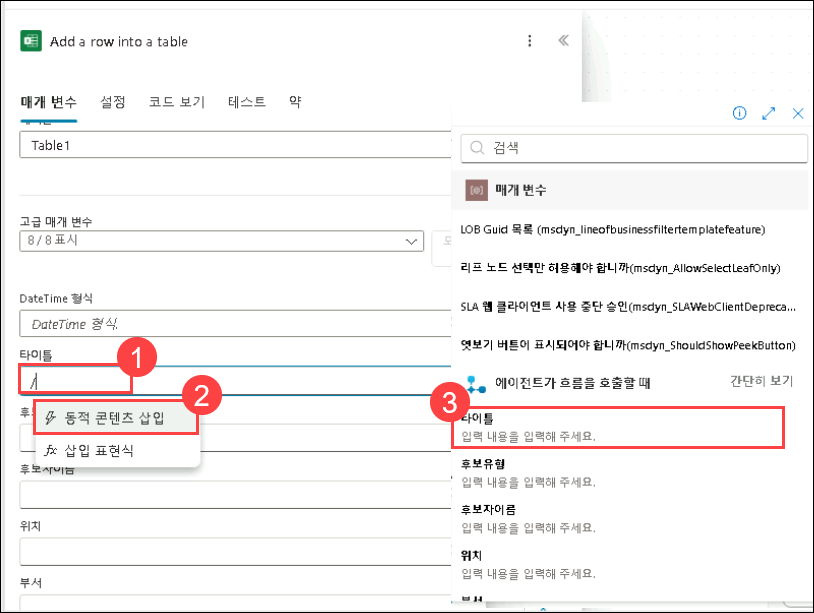 Add a row into a table
매개 변수
설정
코드 보기
테스트
약
Table1
고급 매개 변수
8 / 8 표시
DateTime 형식
DateTime 형식.
타이틀
/
1
2
동적 콘텐츠 삽입
fx 삽입 표현식
후보자이름
위치
부서
검색
매개 변수
LOB Guid 목록 (msdyn_lineofbusinessfiltertemplatefeature)
리프 노드 선택만 허용해야 합니까(msdyn_AllowSelectLeafOnly)
SLA 웹 클라이언트 사용 중단 승인(msdyn_SLAWebClientDepreca...
엿보기 버튼이 표시되어야 합니까(msdyn_ShouldShowPeekButton)
에이전트가 흐름을 호출할 때
간단히 보기
3
타이틀
입력 내용을 입력해 주세요.
후보유형
입력 내용을 입력해 주세요.
후보자이름
입력 내용을 입력해 주세요.
위치
입력 내용을 입력해 주세요.
부서